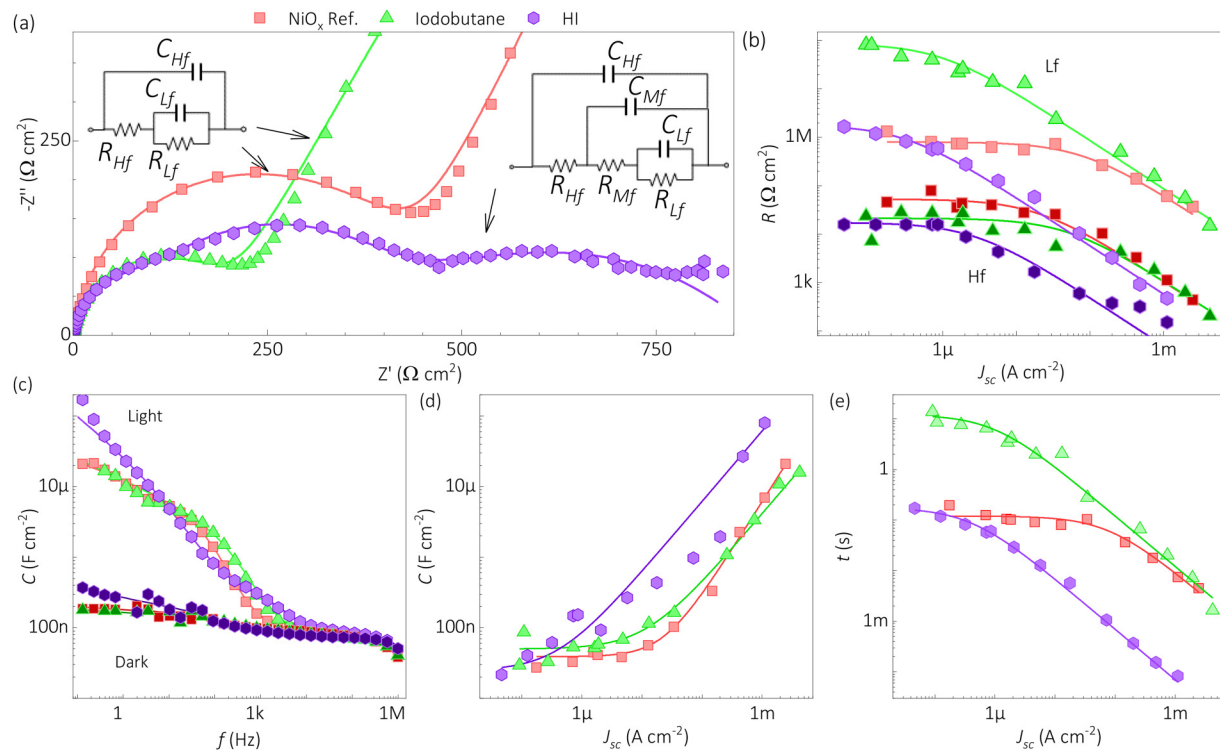 (a)
NiOx Ref.
Iodobutane
HI
CHf
CLf
RHf
RLf
CHf
CMf
CLf
RHf
RMf
RLf
-Z'' (Ω cm²)
250
0
0
250
500
750
Z' (Ω cm²)
(b)
Lf
Hf
R (Ω cm²)
1M
1k
1μ
1m
Jsc (A cm-2)
(c)
Light
Dark
C (F cm-2)
10μ
100n
1
1k
1M
f (Hz)
(d)
C (F cm-2)
10μ
100n
1μ
1m
Jsc (A cm-2)
(e)
t (s)
1
1m
1μ
1m
Jsc (A cm-2)